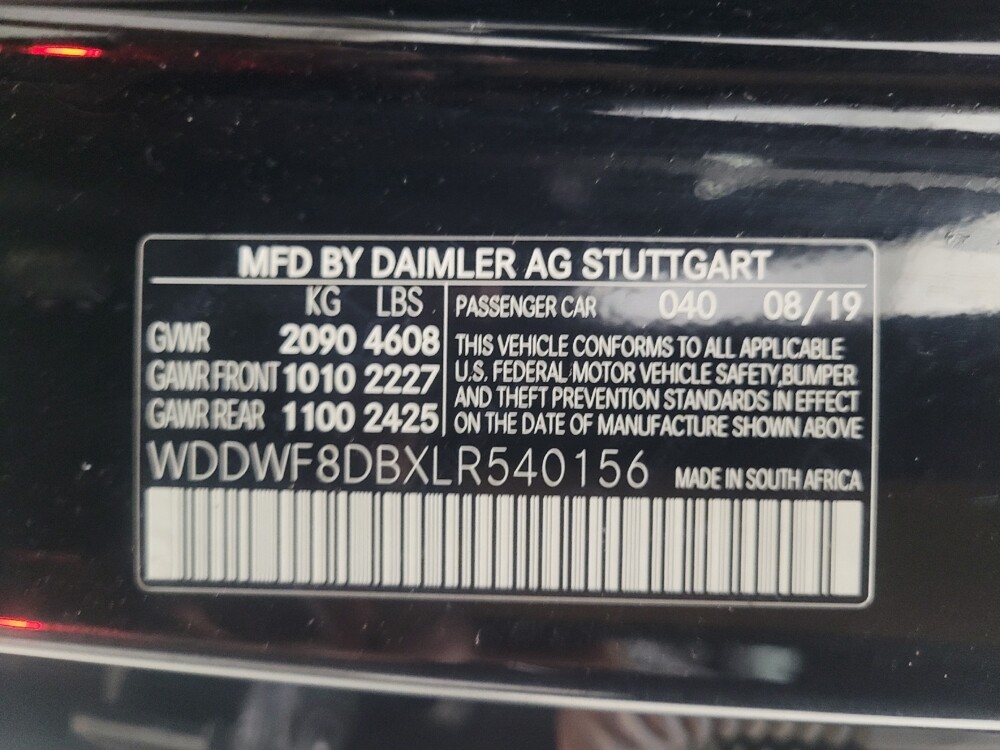 MFD BY DAIMLER AG STUTTGART
KG LBS
GVWR 2090 4608
GAWR FRONT 1010 2227
GAWR REAR 1100 2425
PASSENGER CAR 040 08/19
THIS VEHICLE CONFORMS TO ALL APPLICABLE
U.S. FEDERAL MOTOR VEHICLE SAFETY,BUMPER
AND THEFT PREVENTION STANDARDS IN EFFECT
ON THE DATE OF MANUFACTURE SHOWN ABOVE
WDDWF8DBXLR540156 MADE IN SOUTH AFRICA